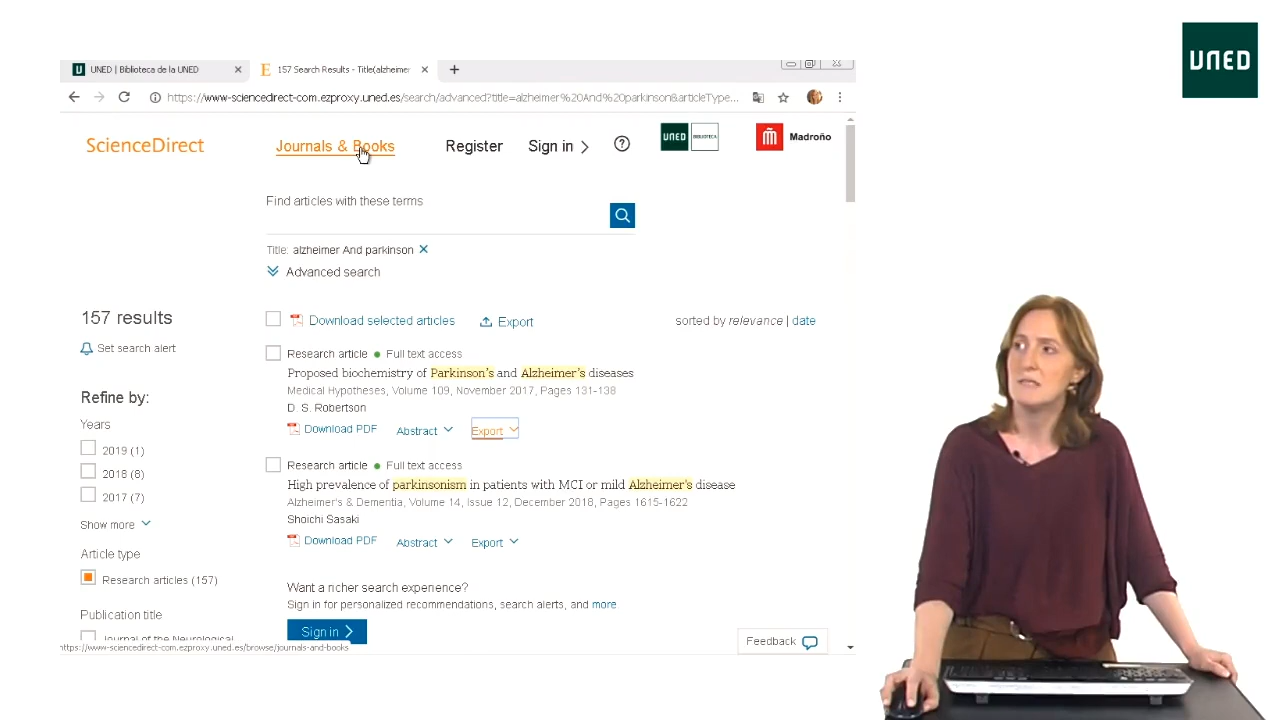 UNED
UNED | Biblioteca de la UNED
157 Search Results - Title(alzheimer
https://www-sciencedirect-com.ezproxy.uned.es/search/advanced?title=alzheimer%20And%20parkinson&articleType...
ScienceDirect
Journals & Books
Register
Sign in
UNED BIBLIOTECA
Madroño
Find articles with these terms
Title: alzheimer And parkinson
Advanced search
157 results
Download selected articles
Export
sorted by relevance | date
Set search alert
Research article ● Full text access
Proposed biochemistry of Parkinson's and Alzheimer's diseases
Medical Hypotheses, Volume 109, November 2017, Pages 131-138
D. S. Robertson
Download PDF Abstract Export
Refine by:
Years
2019 (1)
2018 (8)
2017 (7)
Show more
Research article ● Full text access
High prevalence of parkinsonism in patients with MCI or mild Alzheimer's disease
Alzheimer's & Dementia, Volume 14, Issue 12, December 2018, Pages 1615-1622
Shoichi Sasaki
Download PDF Abstract Export
Article type
Research articles (157)
Publication title
Journal of the Neurological
Want a richer search experience?
Sign in for personalized recommendations, search alerts, and more
Sign in
Feedback
https://www-sciencedirect-com.ezproxy.uned.es/browse/journals-and-books